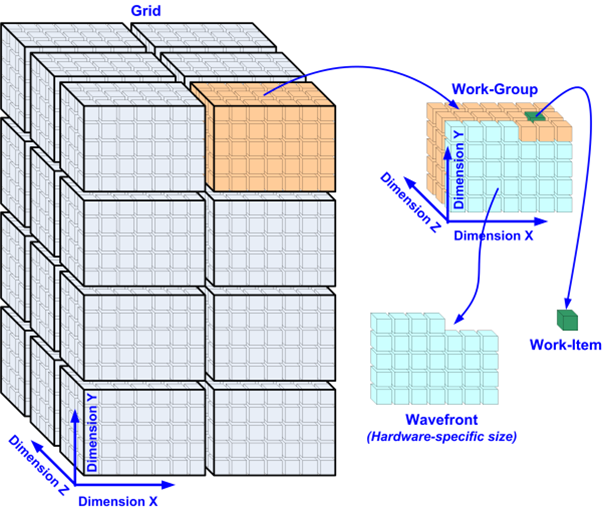 Grid
Work-Group
Dimension Y
Dimension Z
Dimension X
Work-Item
Wavefront
(Hardware-specific size)
Dimension Y
Dimension Z
Dimension X